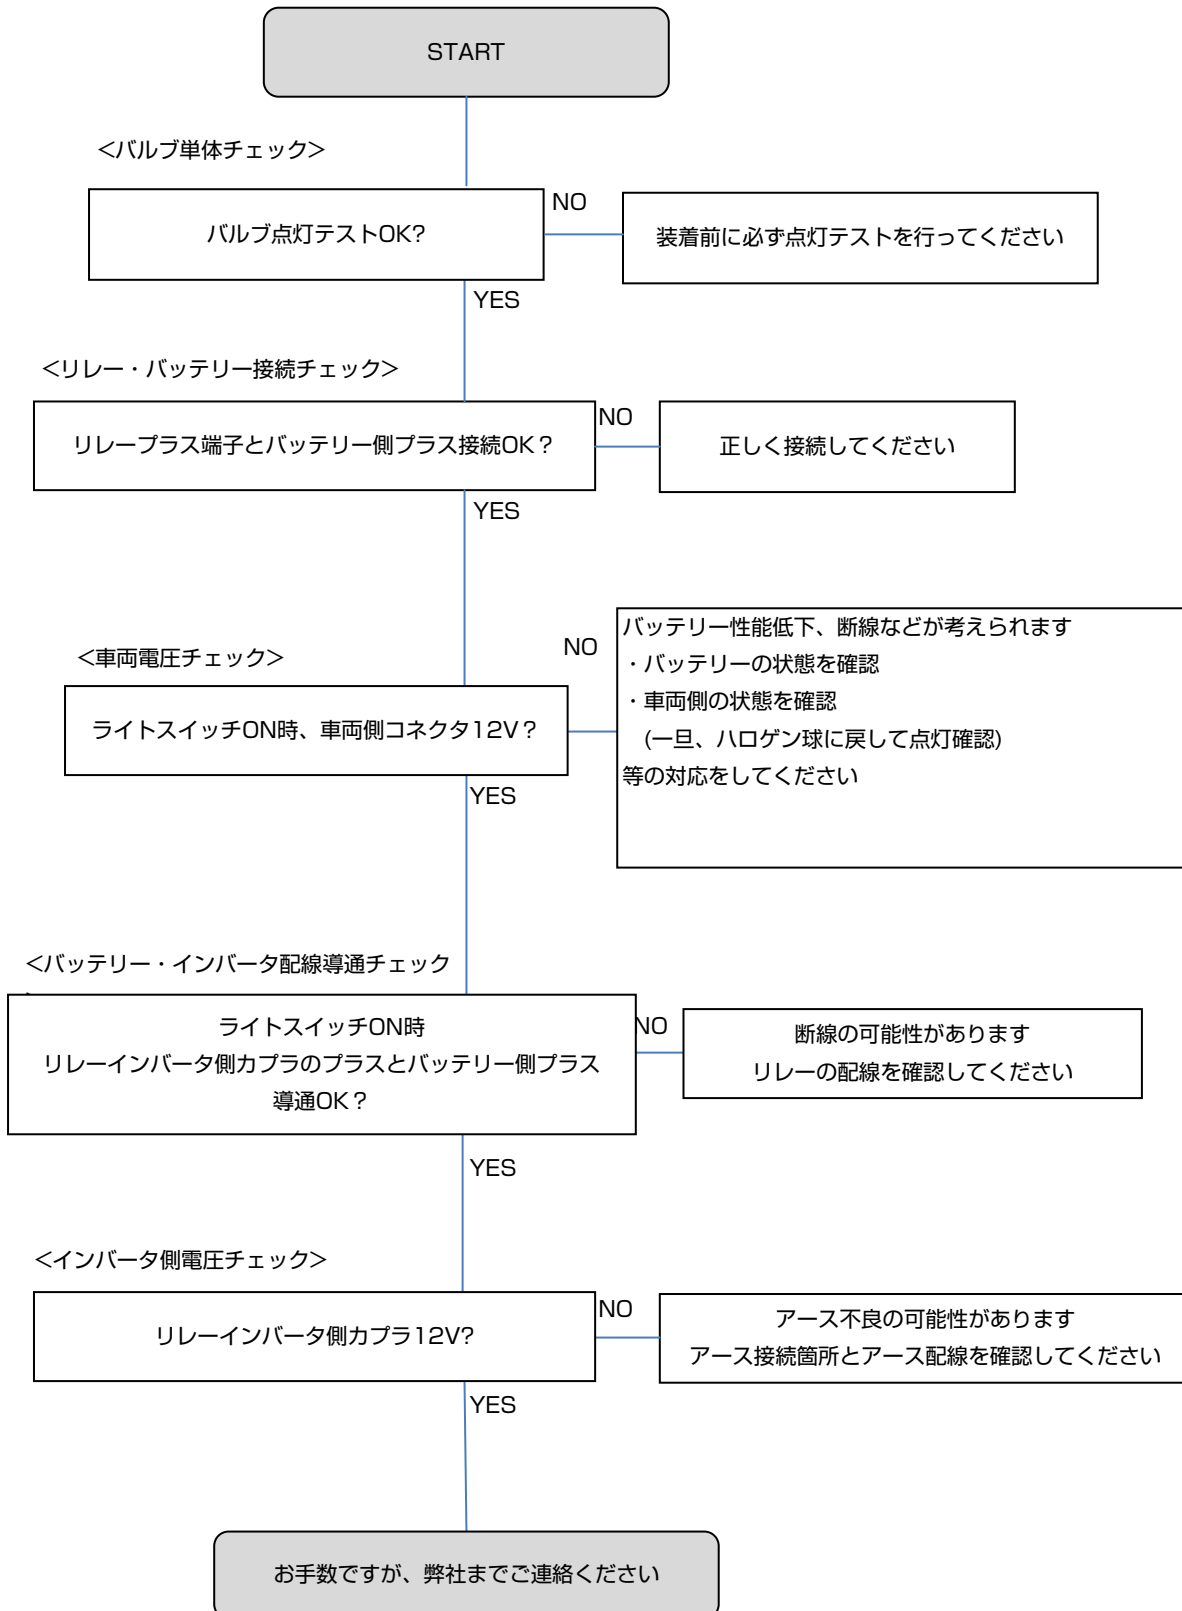 START
<バルブ単体チェック>
バルブ点灯テストOK?
NO
装着前に必ず点灯テストを行ってください
YES
<リレー・バッテリー接続チェック>
リレープラス端子とバッテリー側プラス接続OK？
NO
正しく接続してください
YES
<車両電圧チェック>
ライトスイッチON時、車両側コネクタ12V？
NO
バッテリー性能低下、断線などが考えられます
・バッテリーの状態を確認
・車両側の状態を確認
(一旦、ハロゲン球に戻して点灯確認)
等の対応をしてください
YES
<バッテリー・インバータ配線導通チェック
ライトスイッチON時
リレーインバータ側カプラのプラスとバッテリー側プラス
導通OK？
NO
断線の可能性があります
リレーの配線を確認してください
YES
<インバータ側電圧チェック>
リレーインバータ側カプラ12V?
NO
アース不良の可能性があります
アース接続箇所とアース配線を確認してください
YES
お手数ですが、弊社までご連絡ください